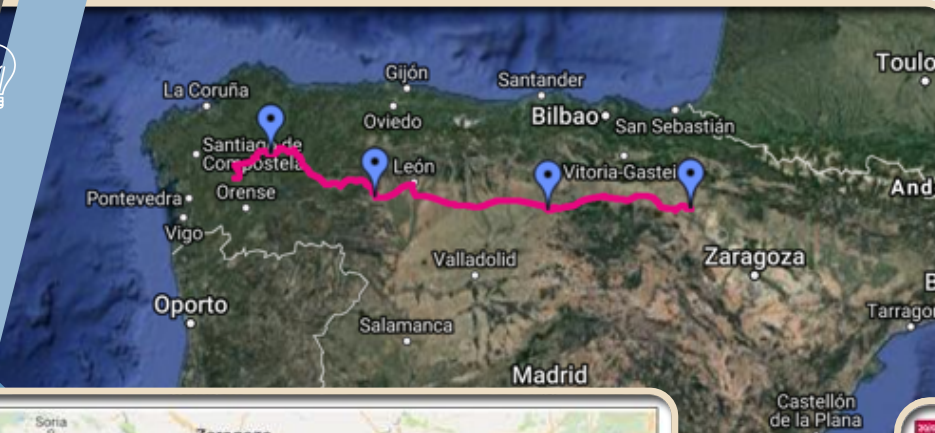 Gijón
Santander
Toulo
La Coruña
Oviedo
Bilbao
San Sebastián
Santiago de
Compostela
León
Vitoria-Gastei
Orense
And
Pontevedra
Vigo
Valladolid
Zaragoza
Oporto
Tarragon
Salamanca
Madrid
Castellón
de la Plana
B
Soria
Zaragoza